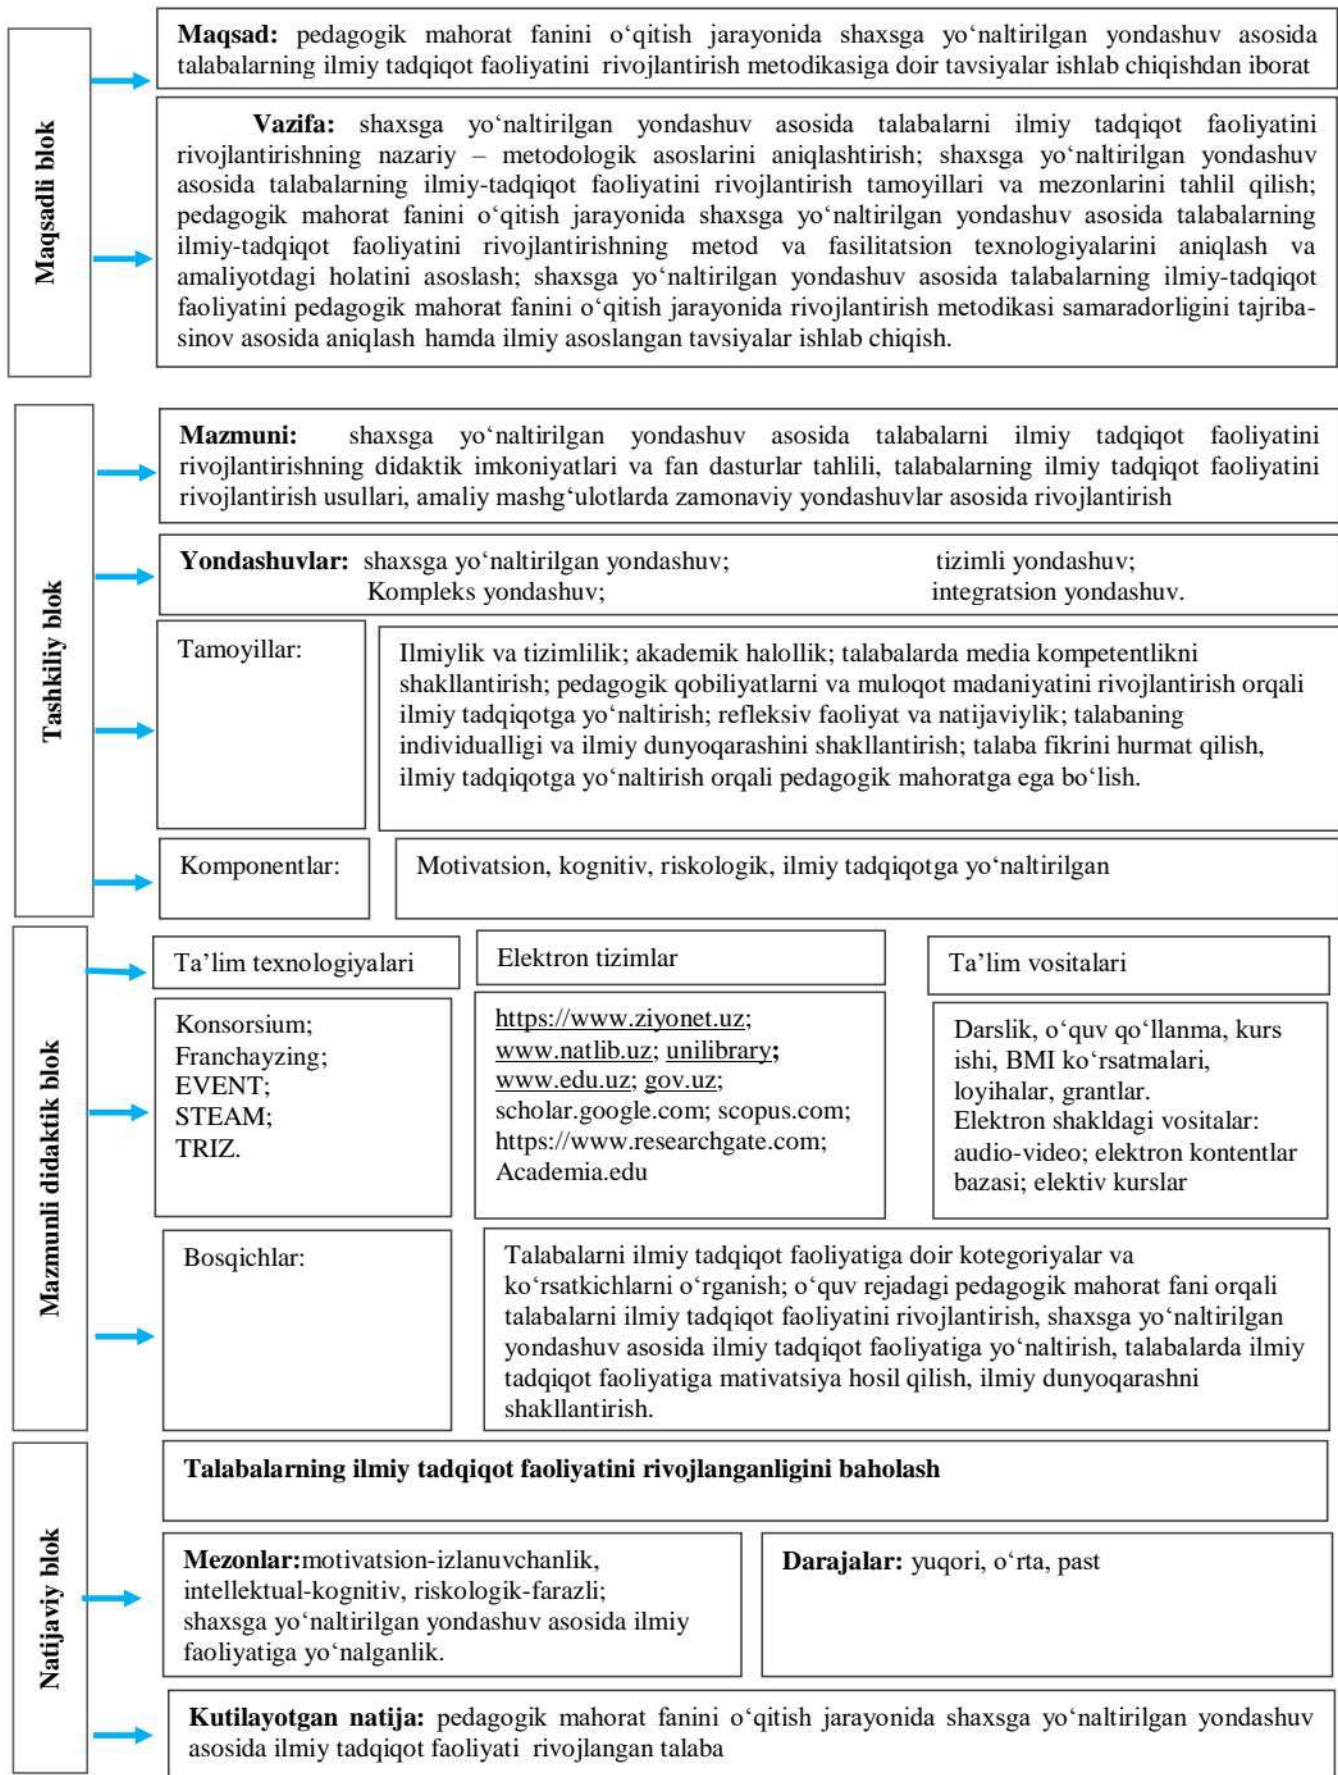 Maqsadli blok
Maqsad: pedagogik mahorat fanini o‘qitish jarayonida shaxsga yo‘naltirilgan yondashuv asosida
talabalarning ilmiy tadqiqot faoliyatini rivojlantirish metodikasiga doir tavsiyalar ishlab chiqishdan iborat
Vazifa: shaxsga yo‘naltirilgan yondashuv asosida talabalarni ilmiy tadqiqot faoliyatini
rivojlantirishning nazariy – metodologik asoslarini aniqlashtirish; shaxsga yo‘naltirilgan yondashuv
asosida talabalarning ilmiy-tadqiqot faoliyatini rivojlantirish tamoyillari va mezonlarini tahlil qilish;
pedagogik mahorat fanini o‘qitish jarayonida shaxsga yo‘naltirilgan yondashuv asosida talabalarning
ilmiy-tadqiqot faoliyatini rivojlantirishning metod va fasilitatsion texnologiyalarini aniqlash va
amaliyotdagi holatini asoslash; shaxsga yo‘naltirilgan yondashuv asosida talabalarning ilmiy-tadqiqot
faoliyatini pedagogik mahorat fanini o‘qitish jarayonida rivojlantirish metodikasi samaradorligini tajriba-
sinov asosida aniqlash hamda ilmiy asoslangan tavsiyalar ishlab chiqish.
Tashkiliy blok
Mazmuni: shaxsga yo‘naltirilgan yondashuv asosida talabalarni ilmiy tadqiqot faoliyatini
rivojlantirishning didaktik imkoniyatlari va fan dasturlar tahlili, talabalarning ilmiy tadqiqot faoliyatini
rivojlantirish usullari, amaliy mashg‘ulotlarda zamonaviy yondashuvlar asosida rivojlantirish
Yondashuvlar: shaxsga yo‘naltirilgan yondashuv; tizimli yondashuv;
Kompleks yondashuv; integratsion yondashuv.
Tamoyillar:
Ilmiylik va tizimlilik; akademik halollik; talabalarda media kompetentlikni
shakllantirish; pedagogik qobiliyatlarni va muloqot madaniyatini rivojlantirish orqali
ilmiy tadqiqotga yo‘naltirish; refleksiv faoliyat va natijaviylik; talabaning
individualligi va ilmiy dunyoqarashini shakllantirish; talaba fikrini hurmat qilish,
ilmiy tadqiqotga yo‘naltirish orqali pedagogik mahoratga ega bo‘lish.
Komponentlar:
Motivatsion, kognitiv, riskologik, ilmiy tadqiqotga yo‘naltirilgan
Mazmunli didaktik blok
Ta’lim texnologiyalari
Elektron tizimlar
Ta’lim vositalari
Konsorsium;
Franchayzing;
EVENT;
STEAM;
TRIZ.
https://www.ziyonet.uz;
www.natlib.uz; unilibrary;
www.edu.uz; gov.uz;
scholar.google.com; scopus.com;
https://www.researchgate.com;
Academia.edu
Darslik, o‘quv qo‘llanma, kurs
ishi, BMI ko‘rsatmalari,
loyihalar, grantlar.
Elektron shakldagi vositalar:
audio-video; elektron kontentlar
bazasi; elektiv kurslar
Bosqichlar:
Talabalarni ilmiy tadqiqot faoliyatiga doir kotegoriyalar va
ko‘rsatkichlarni o‘rganish; o‘quv rejadagi pedagogik mahorat fani orqali
talabalarni ilmiy tadqiqot faoliyatini rivojlantirish, shaxsga yo‘naltirilgan
yondashuv asosida ilmiy tadqiqot faoliyatiga yo‘naltirish, talabalarda ilmiy
tadqiqot faoliyatiga mativatsiya hosil qilish, ilmiy dunyoqarashni
shakllantirish.
Natijaviy blok
Talabalarning ilmiy tadqiqot faoliyatini rivojlanganligini baholash
Mezonlar:motivatsion-izlanuvchanlik,
intellektual-kognitiv, riskologik-farazli;
shaxsga yo‘naltirilgan yondashuv asosida ilmiy
faoliyatiga yo‘nalganlik.
Darajalar: yuqori, o‘rta, past
Kutilayotgan natija: pedagogik mahorat fanini o‘qitish jarayonida shaxsga yo‘naltirilgan yondashuv
asosida ilmiy tadqiqot faoliyati rivojlangan talaba